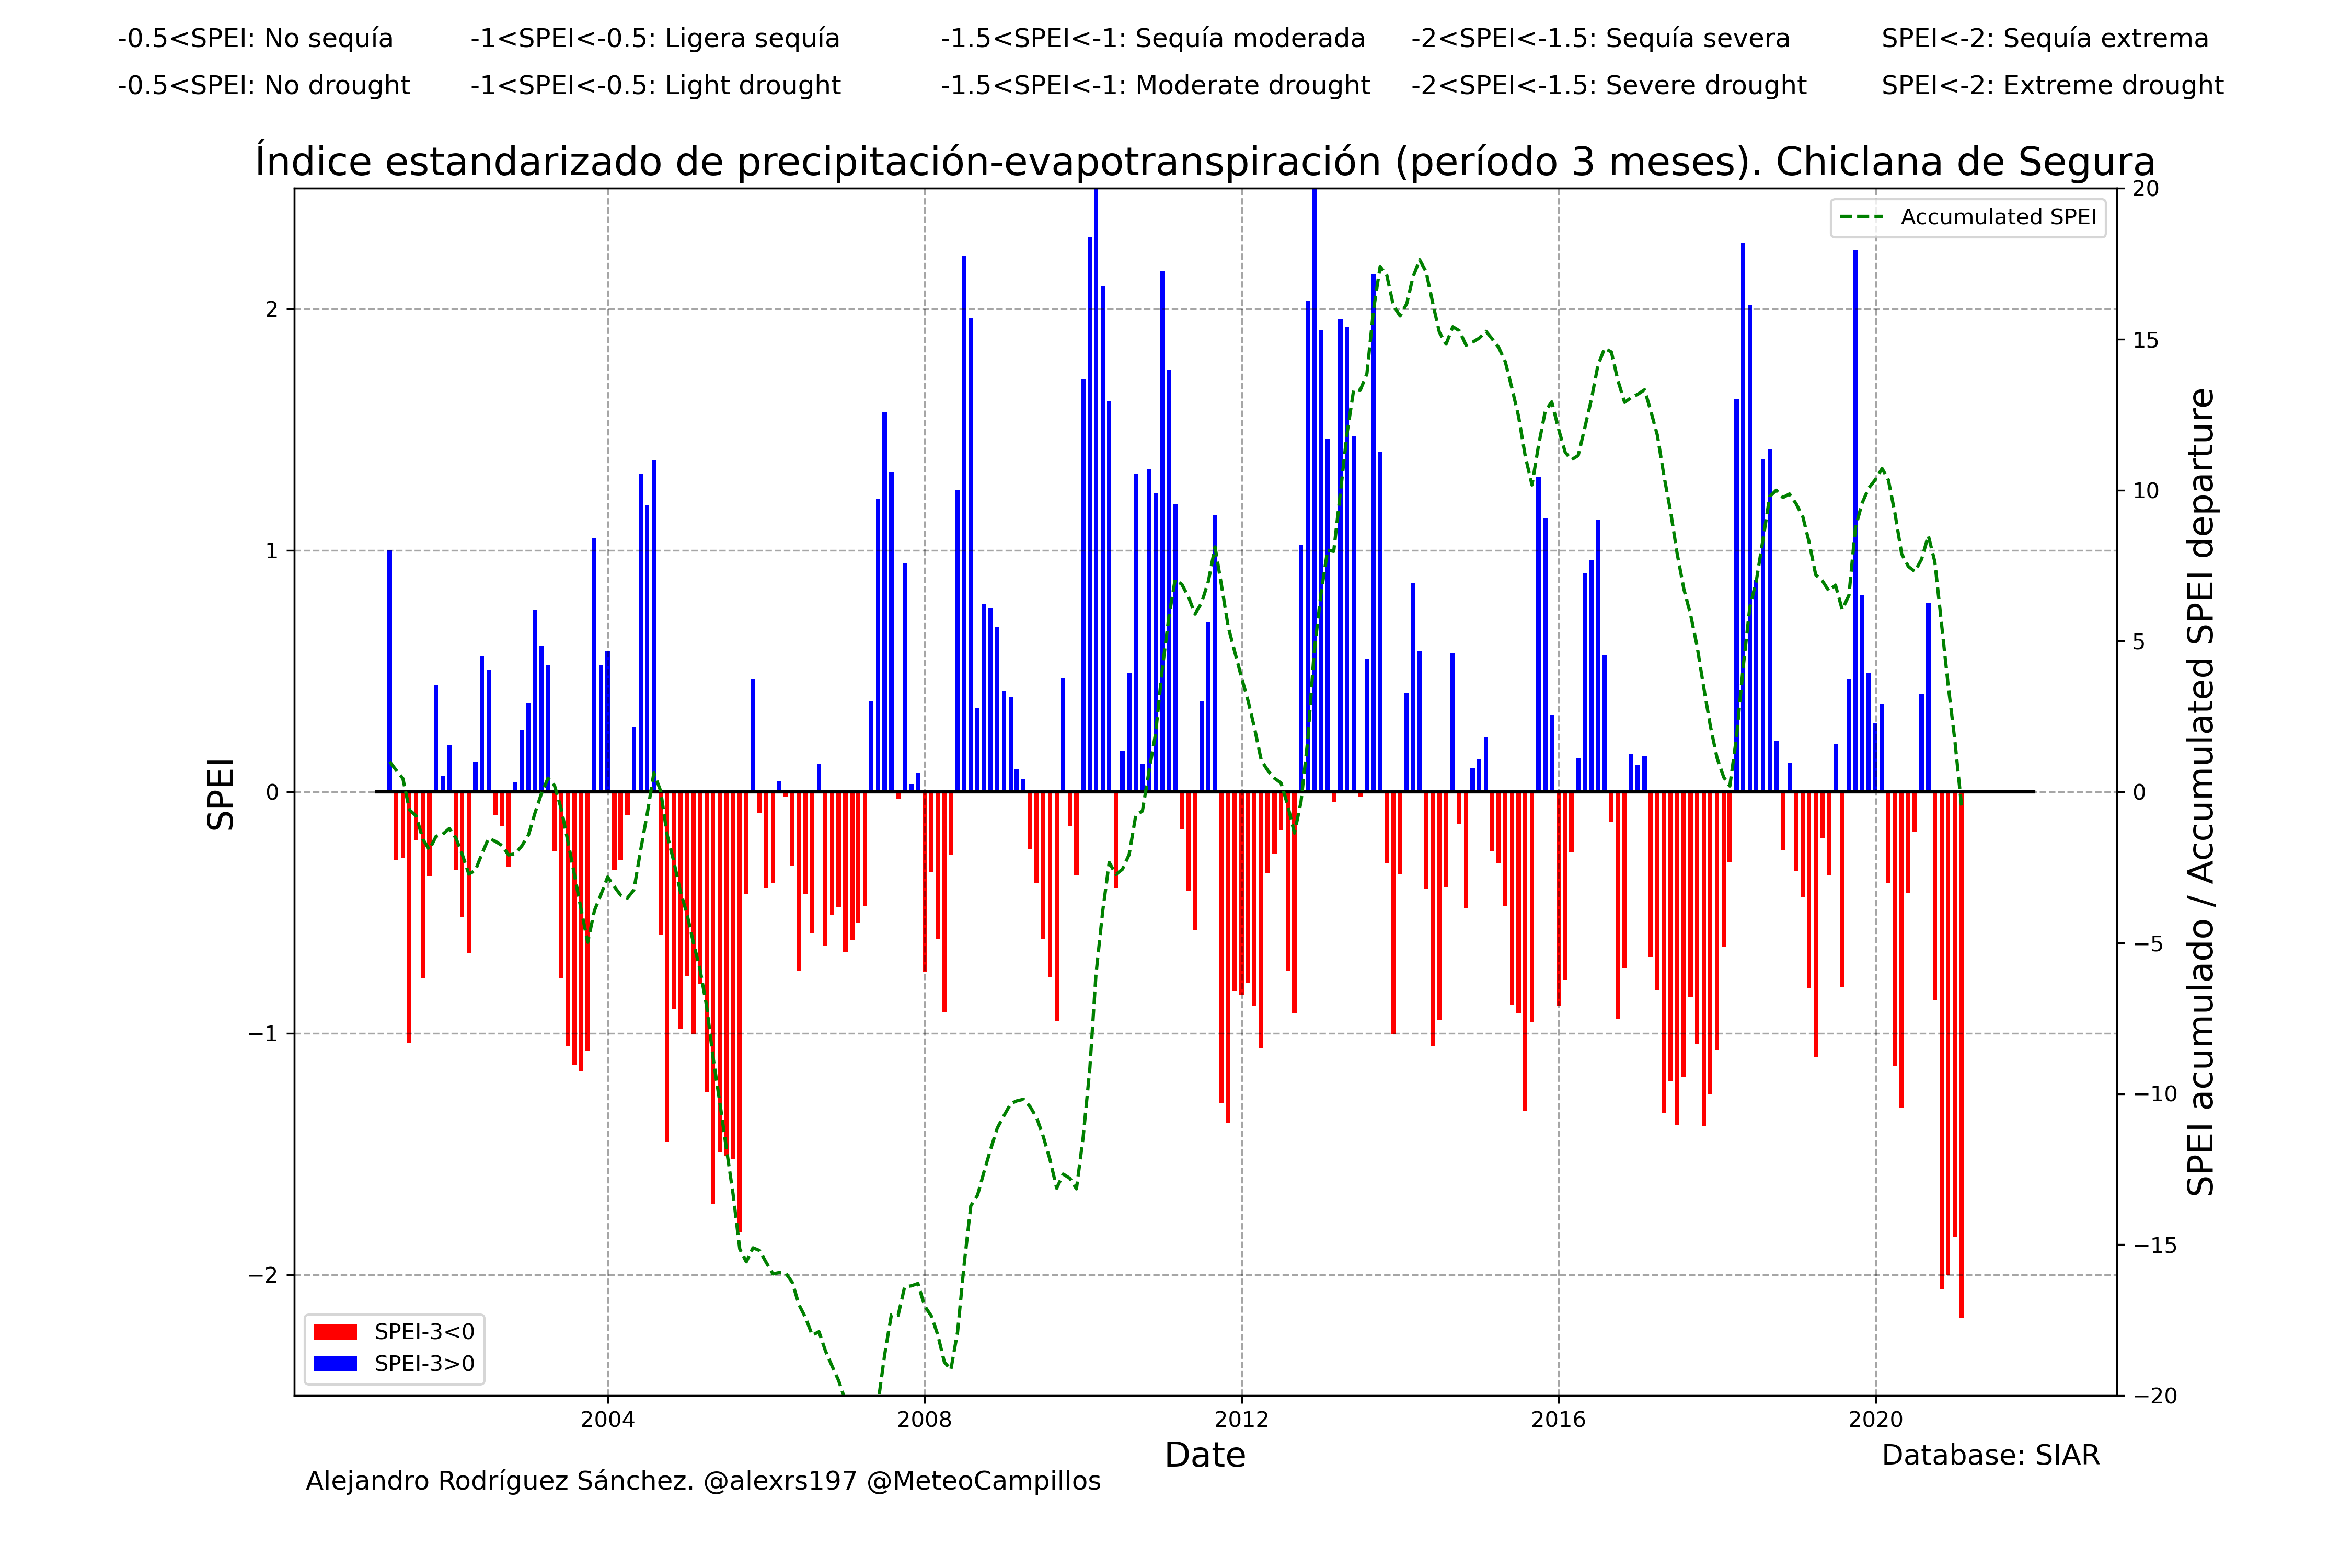 -0.5<SPEI: No sequía -1<SPEI<-0.5: Ligera sequía -1.5<SPEI<-1: Sequía moderada -2<SPEI<-1.5: Sequía severa SPEI<-2: Sequía extrema
-0.5<SPEI: No drought -1<SPEI<-0.5: Light drought -1.5<SPEI<-1: Moderate drought -2<SPEI<-1.5: Severe drought SPEI<-2: Extreme drought
Índice estandarizado de precipitación-evapotranspiración (período 3 meses). Chiclana de Segura
Accumulated SPEI
SPEI
2
1
0
−1
−2
20
15
10
5
0
−5
−10
−15
−20
SPEI acumulado / Accumulated SPEI departure
SPEI-3<0
SPEI-3>0
2004 2008 2012 2016 2020
Date
Database: SIAR
Alejandro Rodríguez Sánchez. @alexrs197 @MeteoCampillos